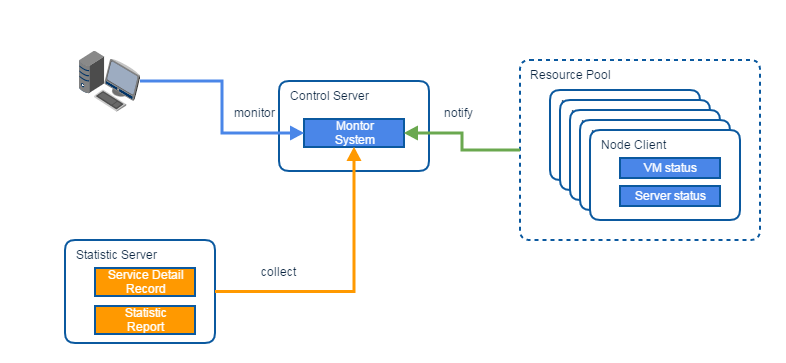 Resource Pool
Control Server
monitor
notify
Montor
System
Node Client
VM status
Server status
Statistic Server
Service Detail
Record
collect
Statistic
Report